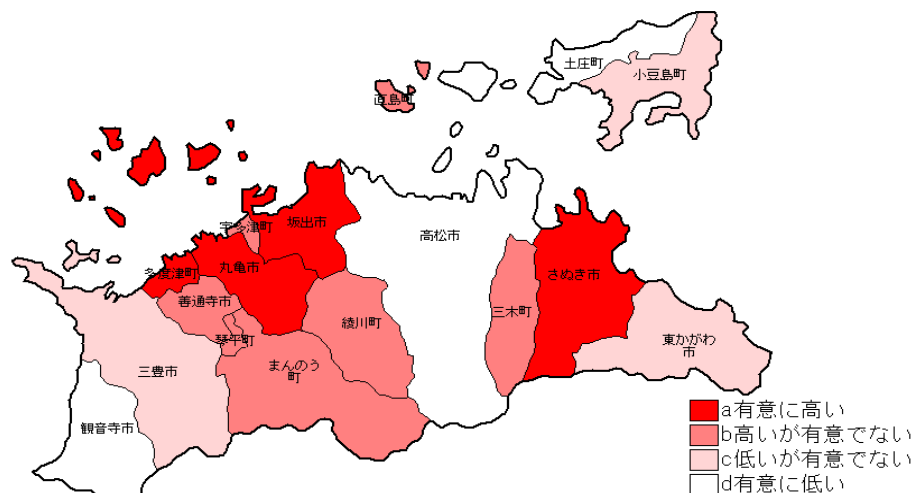 土庄町
小豆島町
直島町
宇多津町
坂出市
高松市
多度津町
丸亀市
さぬき市
善通寺市
三木町
綾川町
琴平町
東かがわ
市
まんのう
町
三豊市
観音寺市
a有意に高い
b高いが有意でない
c低いが有意でない
d有意に低い